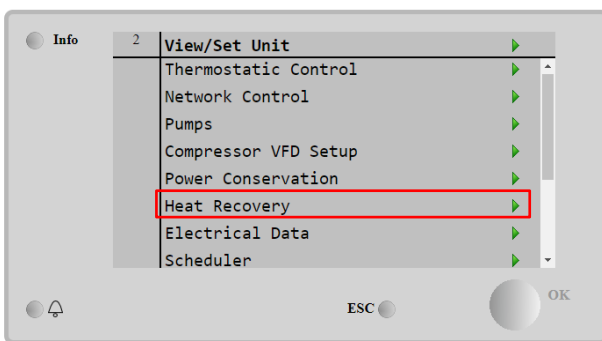 Info
2 View/Set Unit
Thermostatic Control
Network Control
Pumps
Compressor VFD Setup
Power Conservation
Heat Recovery
Electrical Data
Scheduler
ESC
OK